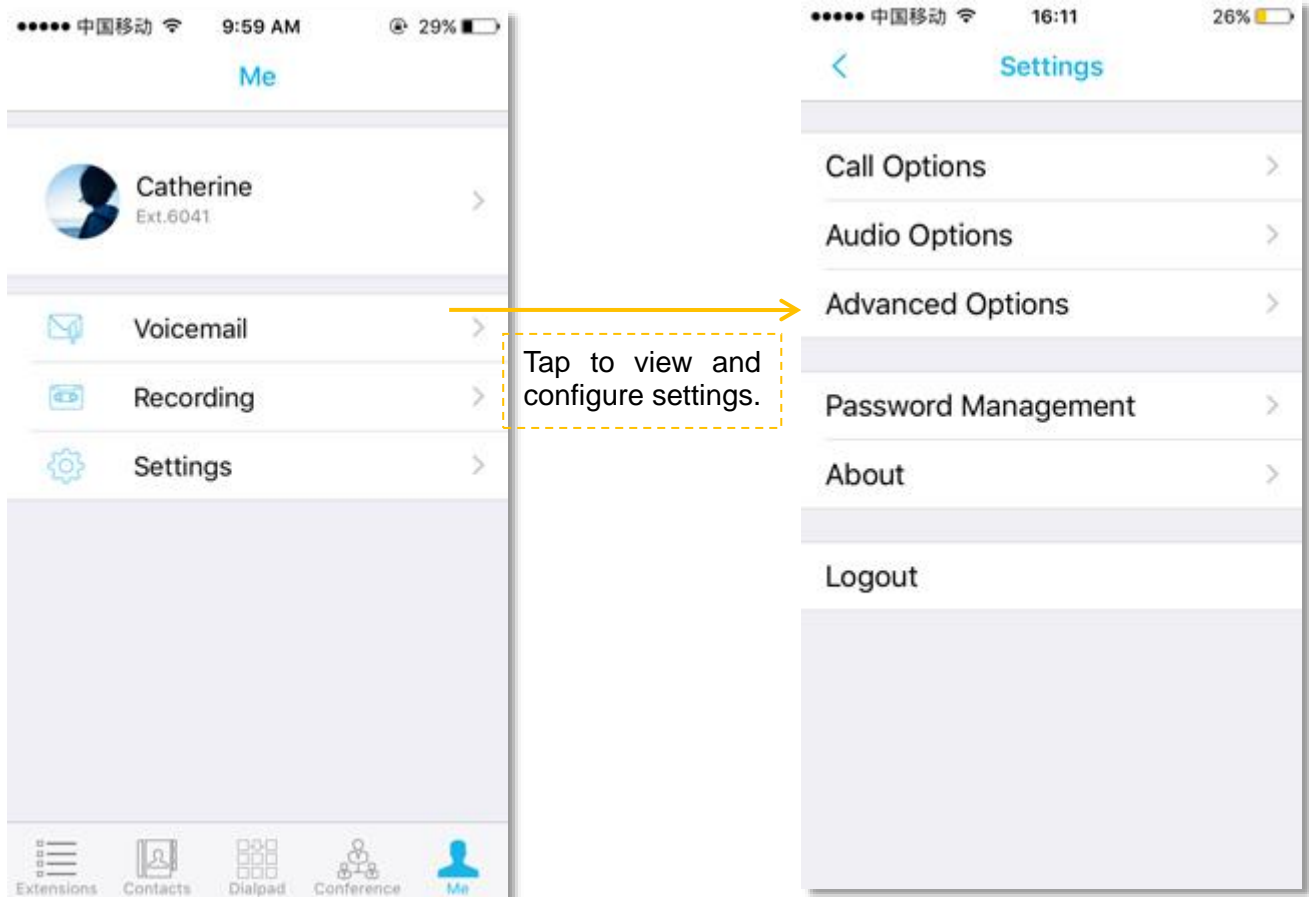 中国移动 9:59 AM 29%
Me
Catherine
Ext.6041
Voicemail
Recording
Settings
Extensions Contacts Dialpad Conference Me
Tap to view and
configure settings.
中国移动 16:11 26%
Settings
Call Options
Audio Options
Advanced Options
Password Management
About
Logout